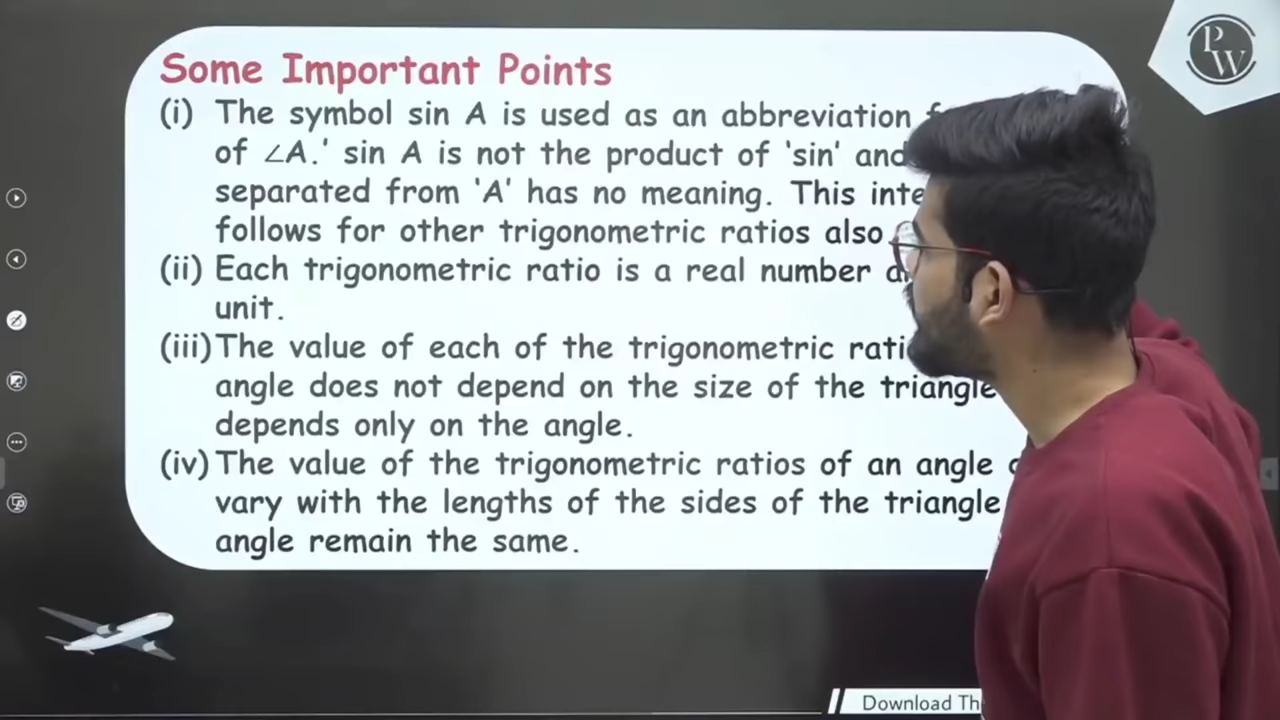 Some Important Points
(i) The symbol sin A is used as an abbreviation
of ∠A.' sin A is not the product of 'sin' and
separated from 'A' has no meaning. This
follows for other trigonometric ratios also
(ii) Each trigonometric ratio is a real number
unit.
(iii) The value of each of the trigonometric
angle does not depend on the size of the triangle
depends only on the angle.
(iv) The value of the trigonometric ratios of an angle
vary with the lengths of the sides of the triangle
angle remain the same.
PW
Download